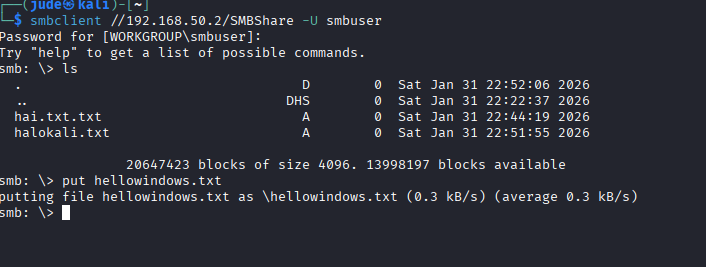 (jude㉿kali)-[~]
$ smbclient //192.168.50.2/SMBShare -U smbuser
Password for [WORKGROUP\smbuser]:
Try "help" to get a list of possible commands.
smb: \> ls
. D 0 Sat Jan 31 22:52:06 2026
.. DHS 0 Sat Jan 31 22:22:37 2026
hai.txt.txt A 0 Sat Jan 31 22:44:19 2026
halokali.txt A 0 Sat Jan 31 22:51:55 2026
20647423 blocks of size 4096. 13998197 blocks available
smb: \> put hellowindows.txt
putting file hellowindows.txt as \hellowindows.txt (0.3 kB/s) (average 0.3 kB/s)
smb: \>